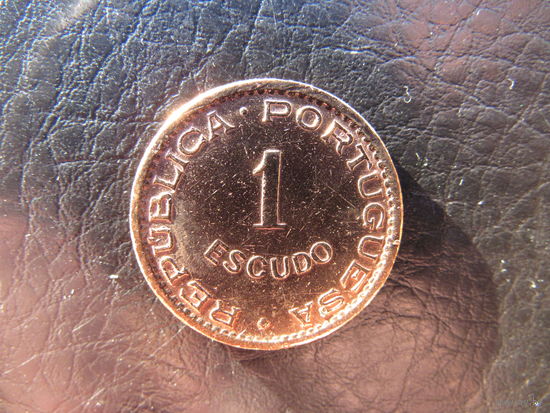 REPUBLICA · PORTUGUESA ·
1
ESCUDO